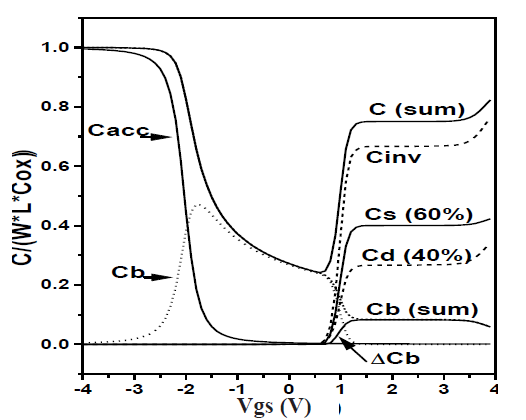 C/(W*L*Cox)
1.0
0.8
0.6
0.4
0.2
0.0
C (sum)
Cacc
Cinv
Cs (60%)
Cd (40%)
Cb
Cb (sum)
ΔCb
-4 -3 -2 -1 0 1 2 3 4
Vgs (V) )